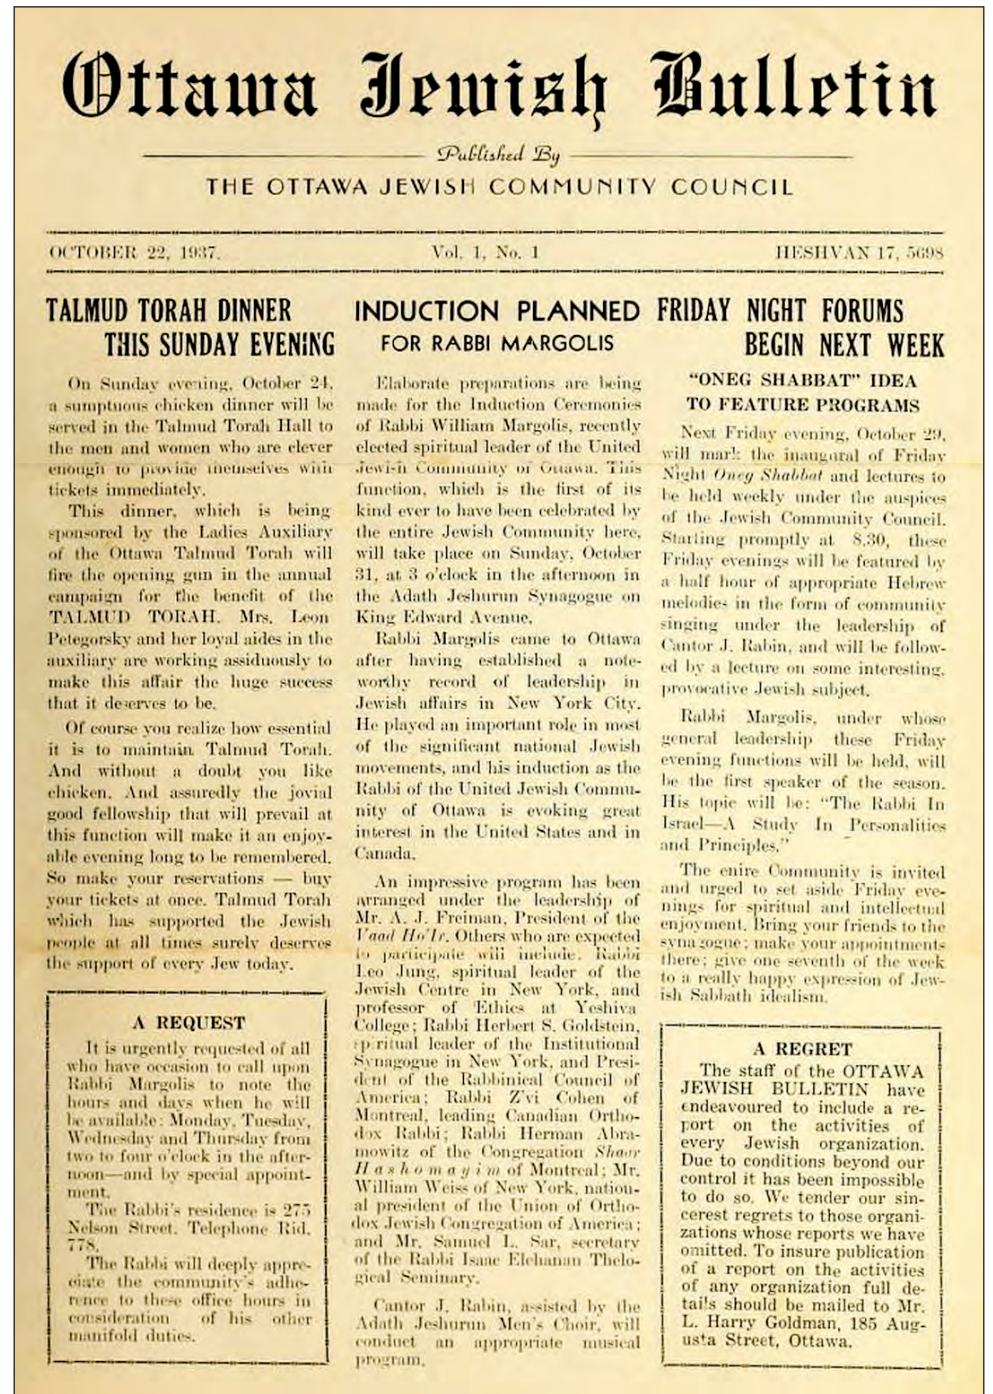 Ottawa Jewish Bulletin
Published By
THE OTTAWA JEWISH COMMUNITY COUNCIL
OCTOBER 22, 1937. Vol. 1, No. 1 HESHVAN 17, 5698
TALMUD TORAH DINNER
THIS SUNDAY EVENING
On Sunday evening, October 24,
a sumptuous chicken dinner will be
served in the Talmud Torah Hall to
the men and women who are clever
enough to provide themselves with
tickets immediately.
This dinner, which is being
sponsored by the Ladies Auxiliary
of the Ottawa Talmud Torah will
fire the opening gun in the annual
campaign for the benefit of the
TALMUD TORAH. Mrs. Leon
Petegorsky and her loyal aides in the
auxiliary are working assiduously to
make this affair the huge success
that it deserves to be.
Of course you realize how essential
it is to maintain Talmud Torah.
And without a doubt you like
chicken. And assuredly the jovial
good fellowship that will prevail at
this function will make it an enjoy-
able evening long to be remembered.
So make your reservations — buy
your tickets at once. Talmud Torah
which has supported the Jewish
people at all times surely deserves
the support of every Jew today.
A REQUEST
It is urgently requested of all
who have occasion to call upon
Rabbi Margolis to note the
hours and days when he will
be available: Monday, Tuesday,
Wednesday and Thursday from
two to four o'clock in the after-
noon—and by special appoint-
ment.
The Rabbi's residence is 275
Nelson Street. Telephone Rid.
778.
The Rabbi will deeply appre-
ciate the community's adhe-
rence to these office hours in
consideration of his other
manifold duties.
INDUCTION PLANNED
FOR RABBI MARGOLIS
Elaborate preparations are being
made for the Induction Ceremonies
of Rabbi William Margolis, recently
elected spiritual leader of the United
Jewish Community of Ottawa. This
function, which is the first of its
kind ever to have been celebrated by
the entire Jewish Community here,
will take place on Sunday, October
31, at 3 o'clock in the afternoon in
the Adath Jeshurun Synagogue on
King Edward Avenue.
Rabbi Margolis came to Ottawa
after having established a note-
worthy record of leadership in
Jewish affairs in New York City.
He played an important role in most
of the significant national Jewish
movements, and his induction as the
Rabbi of the United Jewish Commu-
nity of Ottawa is evoking great
interest in the United States and in
Canada.
An impressive program has been
arranged under the leadership of
Mr. A. J. Freiman, President of the
Vaad Ho'Ir. Others who are expected
to participate will include. Rabbi
Leo Jung, spiritual leader of the
Jewish Centre in New York, and
professor of Ethics at Yeshiva
College; Rabbi Herbert S. Goldstein,
spiritual leader of the Institutional
Synagogue in New York, and Presi-
dent of the Rabbinical Council of
America; Rabbi Z'vi Cohen of
Montreal, leading Canadian Ortho-
dox Rabbi; Rabbi Herman Abra-
mowitz of the Congregation Shaar
Hashomayim of Montreal; Mr.
William Weiss of New York, nation-
al president of the Union of Ortho-
dox Jewish Congregation of America;
and Mr. Samuel L. Sar, secretary
of the Rabbi Isaac Elchanan Theolo-
gical Seminary.
Cantor J. Rabin, assisted by the
Adath Jeshurun Men's Choir, will
conduct an appropriate musical
program.
FRIDAY NIGHT FORUMS
BEGIN NEXT WEEK
"ONEG SHABBAT" IDEA
TO FEATURE PROGRAMS
Next Friday evening, October 29,
will mark the inaugural of Friday
Night Oneg Shabbat and lectures to
be held weekly under the auspices
of the Jewish Community Council.
Starting promptly at 8.30, these
Friday evenings will be featured by
a half hour of appropriate Hebrew
melodies in the form of community
singing under the leadership of
Cantor J. Rabin, and will be follow-
ed by a lecture on some interesting,
provocative Jewish subject.
Rabbi Margolis, under whose
general leadership these Friday
evening functions will be held, will
be the first speaker of the season.
His topic will be: "The Rabbi In
Israel—A Study In Personalities
and Principles."
The enire Community is invited
and urged to set aside Friday eve-
nings for spiritual and intellectual
enjoyment. Bring your friends to the
synagogue; make your appointments
there; give one seventh of the week
to a really happy expression of Jew-
ish Sabbath idealism.
A REGRET
The staff of the OTTAWA
JEWISH BULLETIN have
endeavoured to include a re-
port on the activities of
every Jewish organization.
Due to conditions beyond our
control it has been impossible
to do so. We tender our sin-
cerest regrets to those organi-
zations whose reports we have
omitted. To insure publication
of a report on the activities
of any organization full de-
tails should be mailed to Mr.
L. Harry Goldman, 185 Aug-
usta Street, Ottawa.